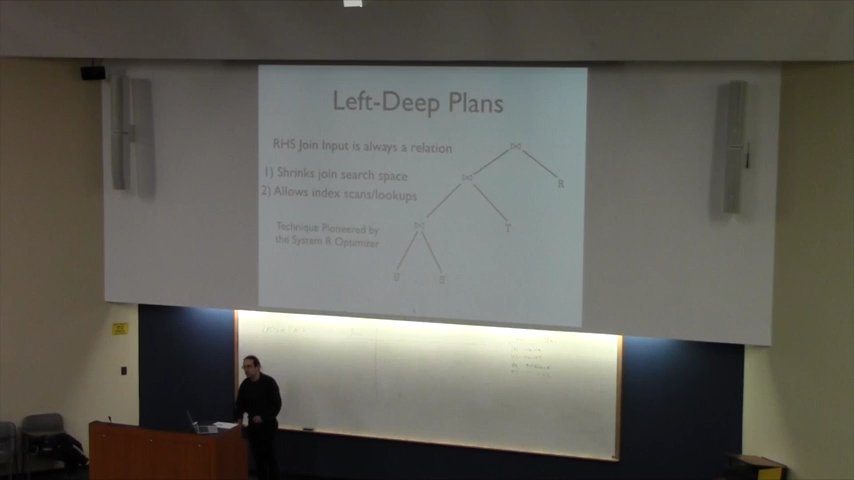 Left-Deep Plans
RHS Join Input is always a relation
1) Shrinks join search space
2) Allows index scans/lookups
Technique Pioneered by
the System R Optimizer
⋈
⋈
R
⋈
T
U
S